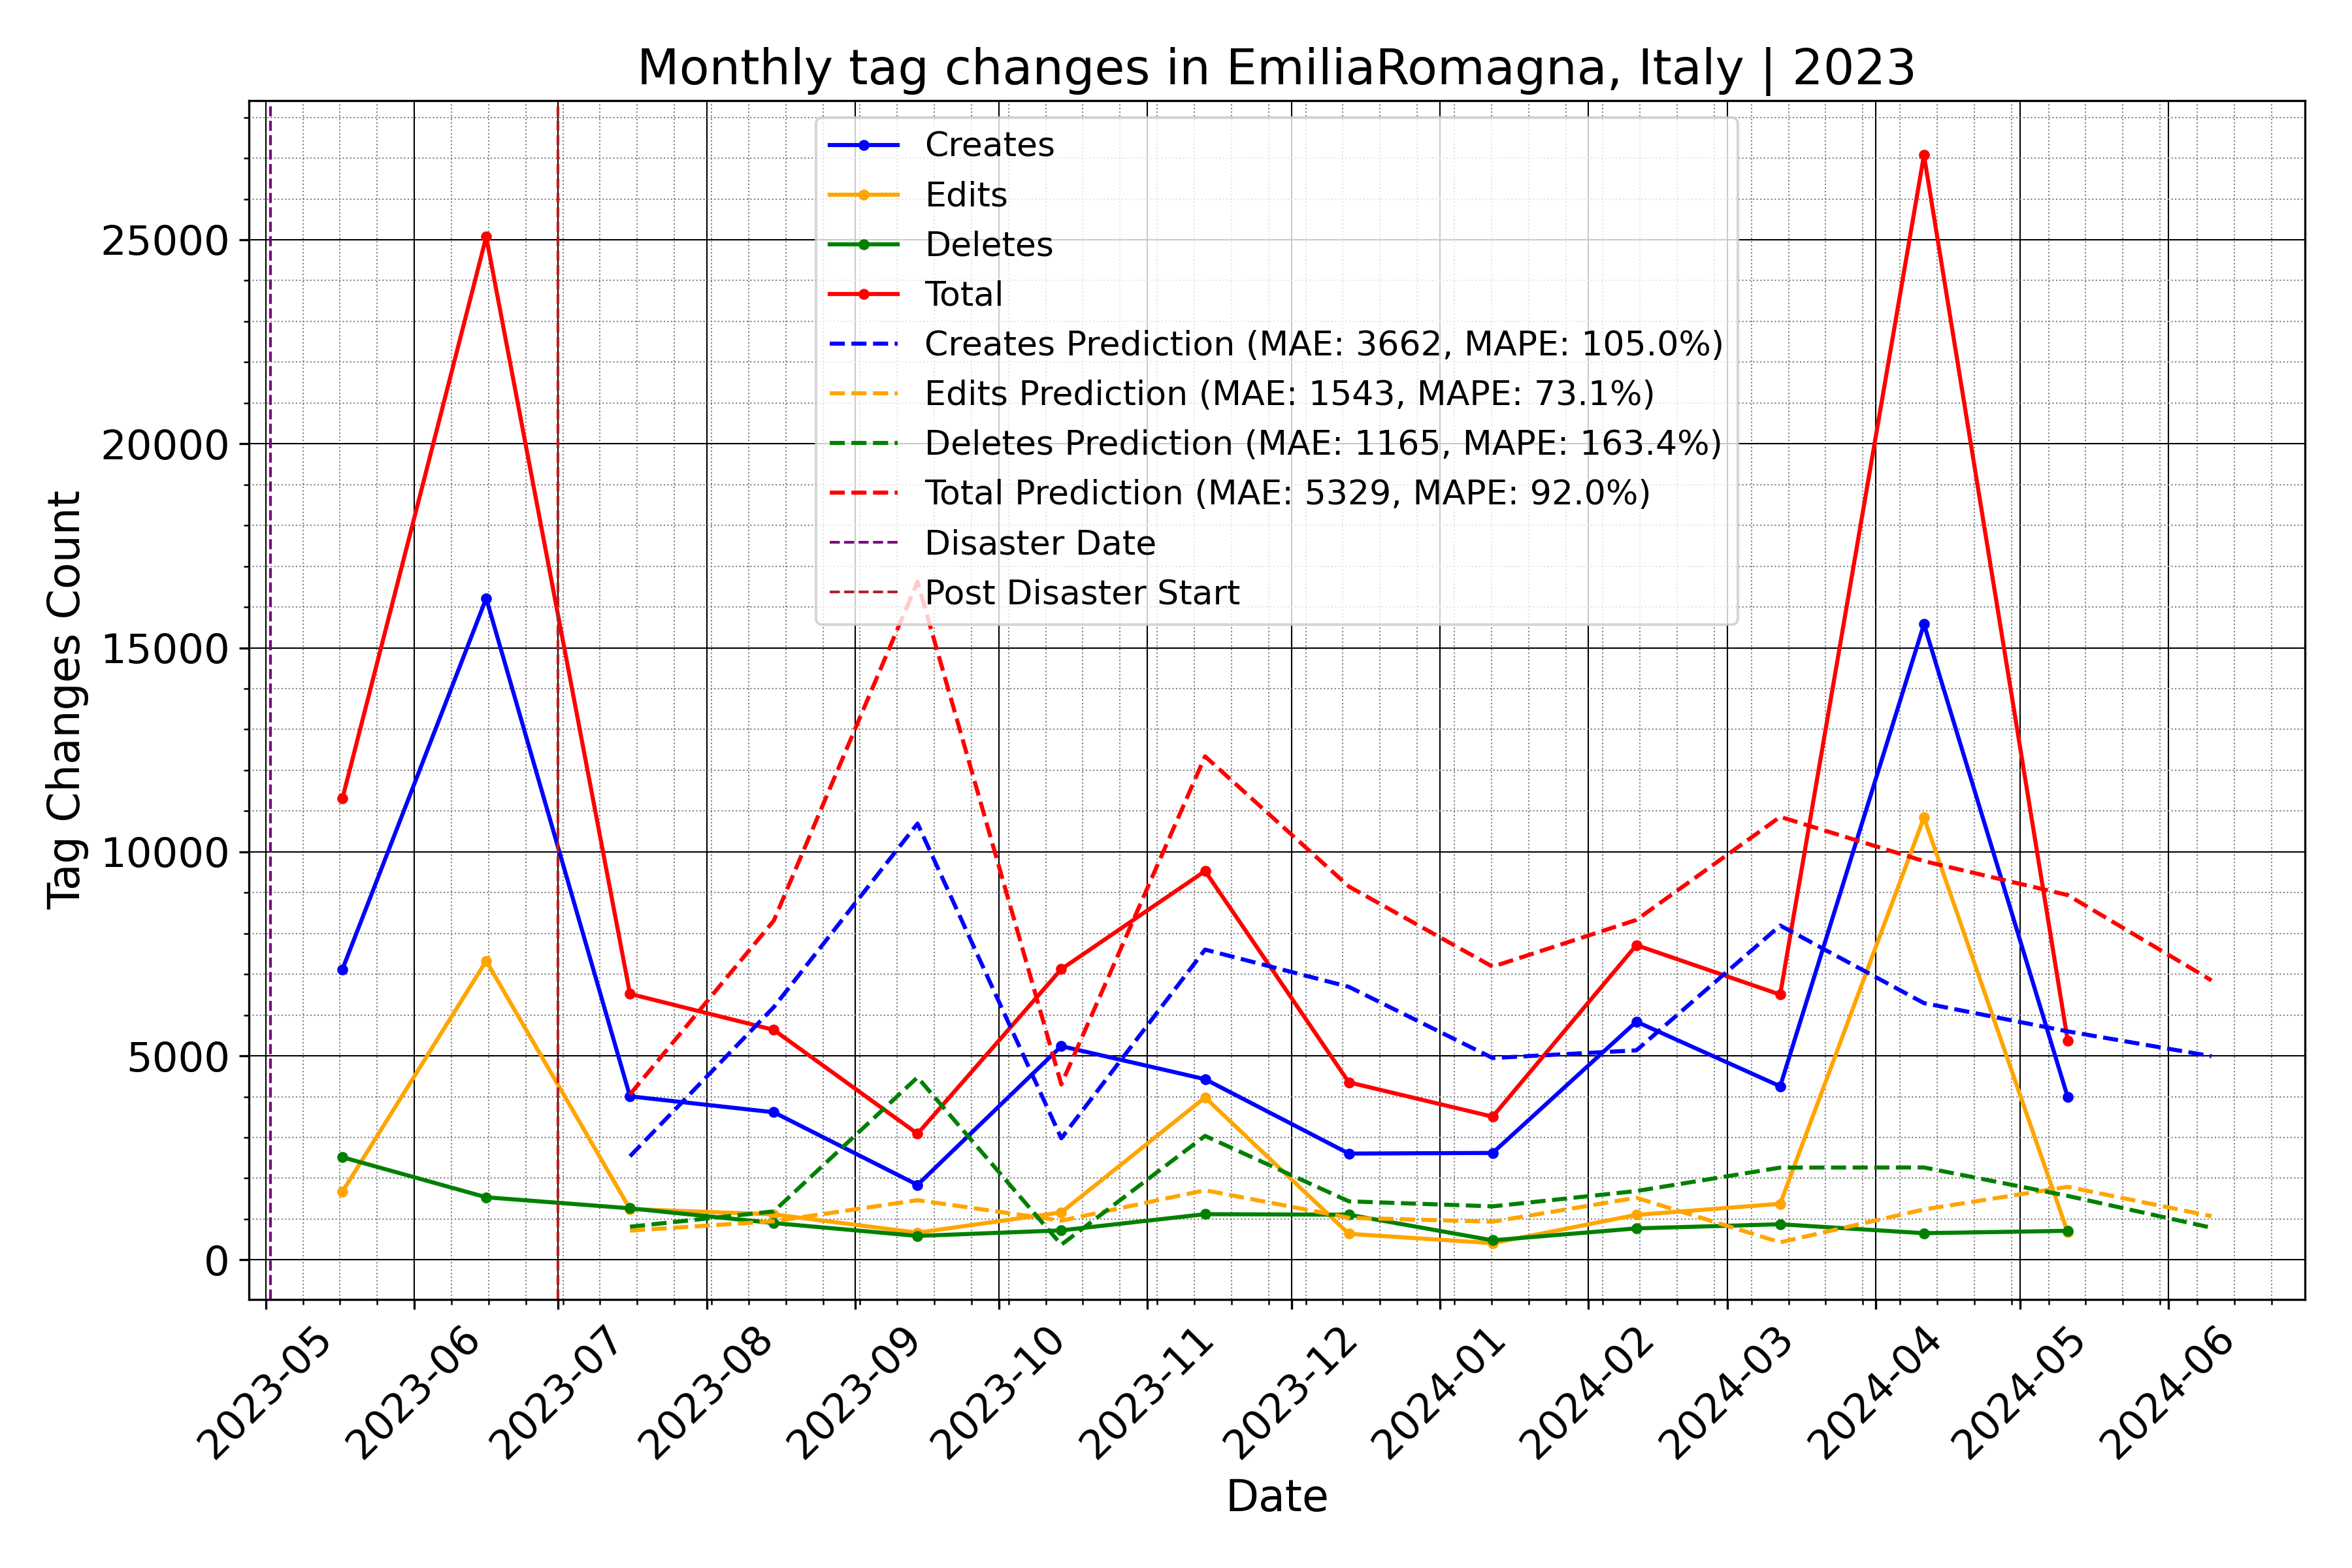 Monthly tag changes in EmiliaRomagna, Italy | 2023
Tag Changes Count
25000
20000
15000
10000
5000
0
Creates
Edits
Deletes
Total
Creates Prediction (MAE: 3662, MAPE: 105.0%)
Edits Prediction (MAE: 1543, MAPE: 73.1%)
Deletes Prediction (MAE: 1165, MAPE: 163.4%)
Total Prediction (MAE: 5329, MAPE: 92.0%)
Disaster Date
Post Disaster Start
2023-05
2023-06
2023-07
2023-08
2023-09
2023-10
2023-11
2023-12
2024-01
2024-02
2024-03
2024-04
2024-05
2024-06
Date